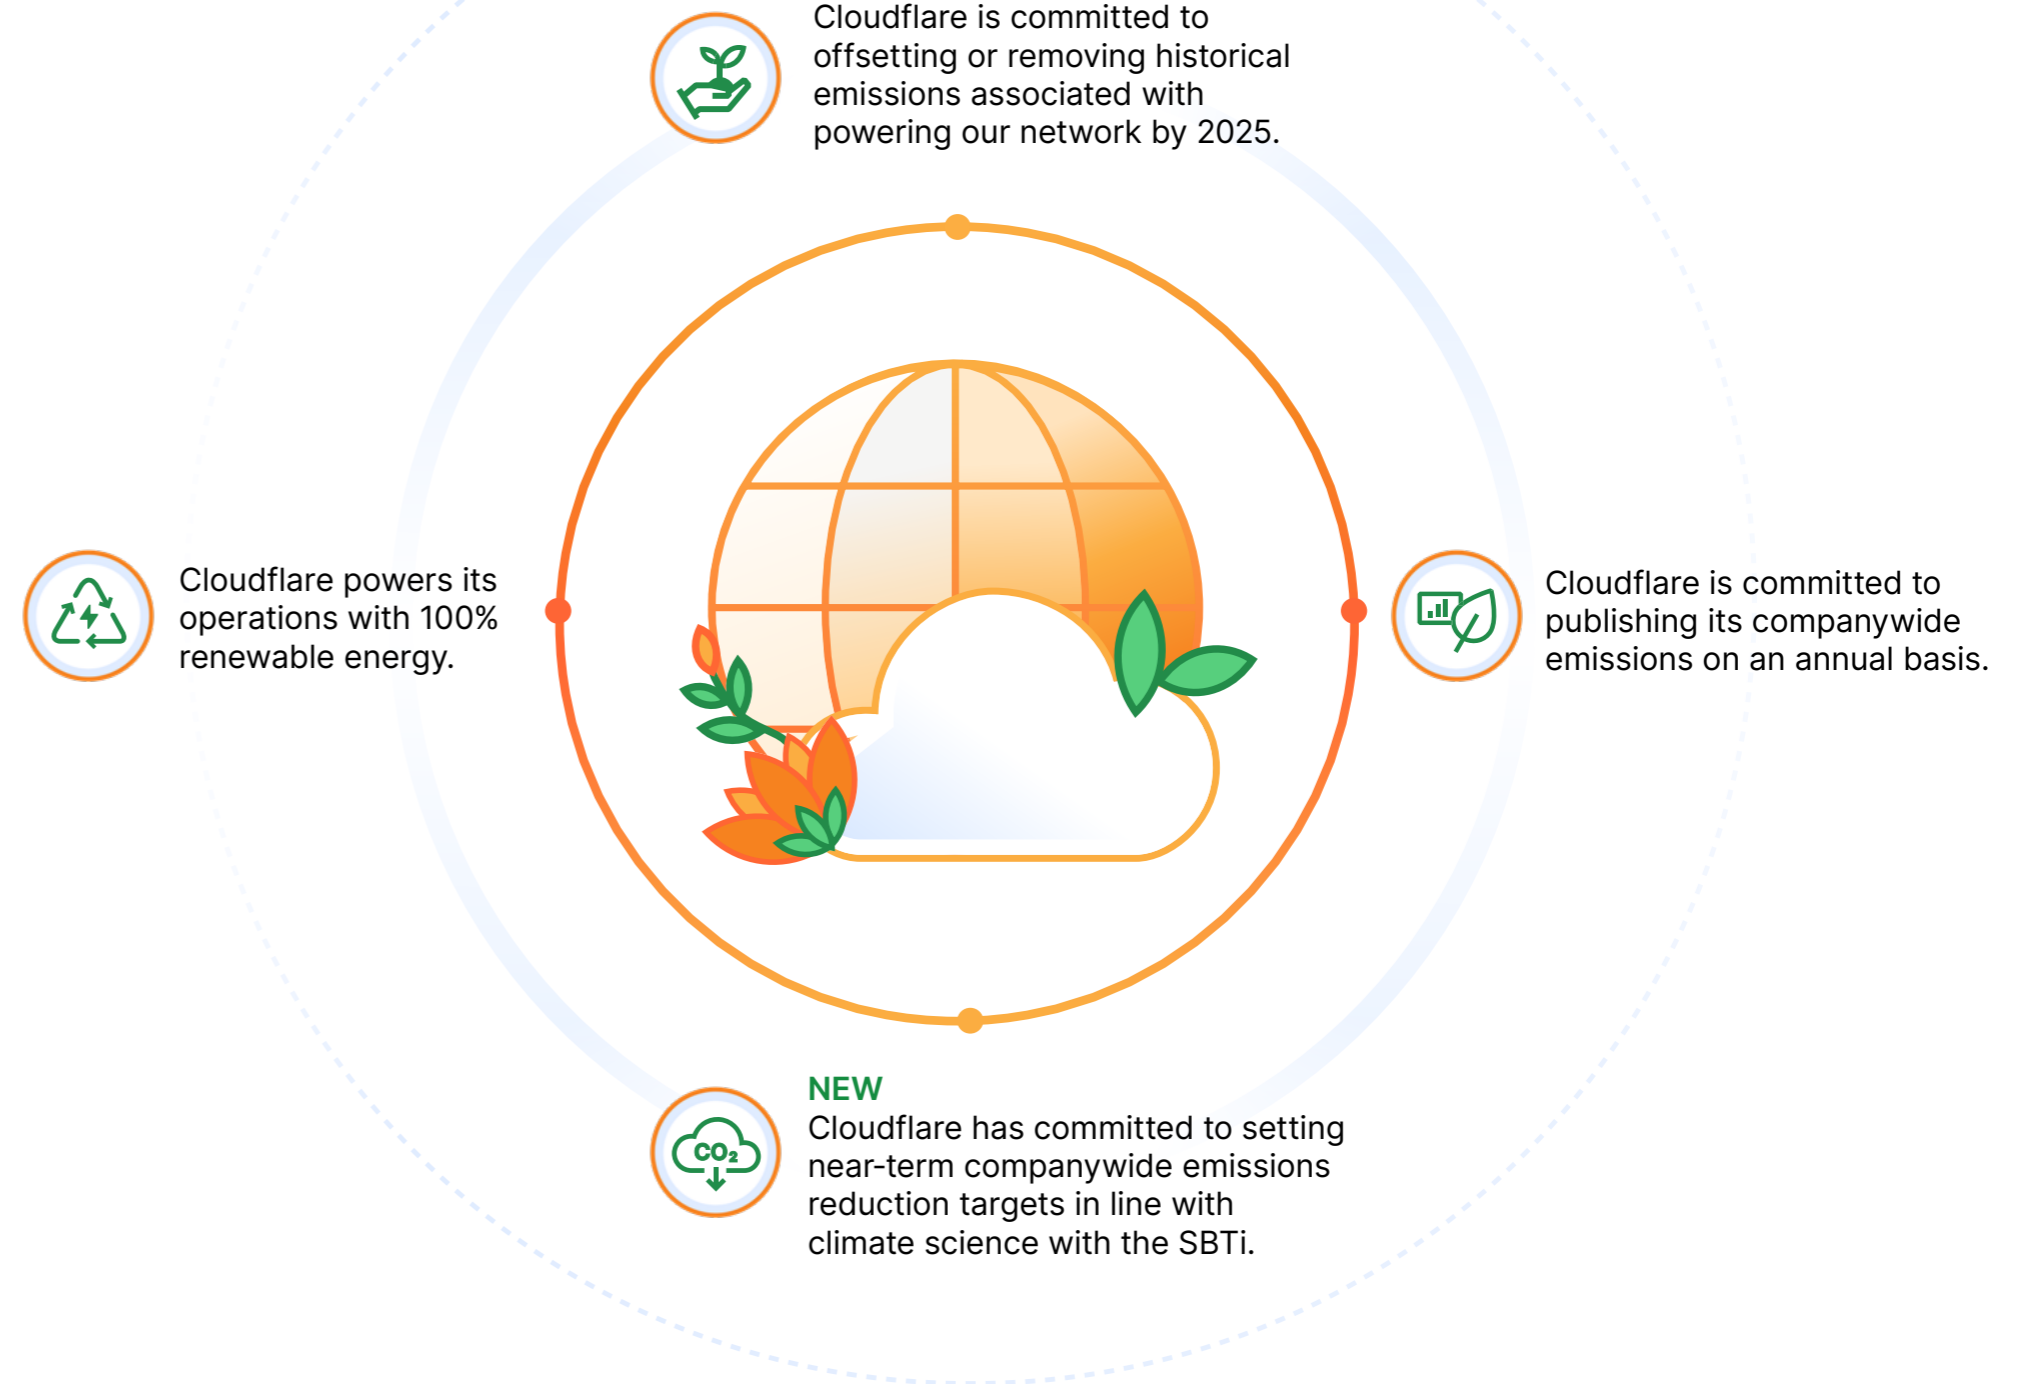 Cloudflare is committed to
offsetting or removing historical
emissions associated with
powering our network by 2025.
Cloudflare powers its
operations with 100%
renewable energy.
Cloudflare is committed to
publishing its companywide
emissions on an annual basis.
NEW
Cloudflare has committed to setting
near-term companywide emissions
reduction targets in line with
climate science with the SBTi.
CO₂